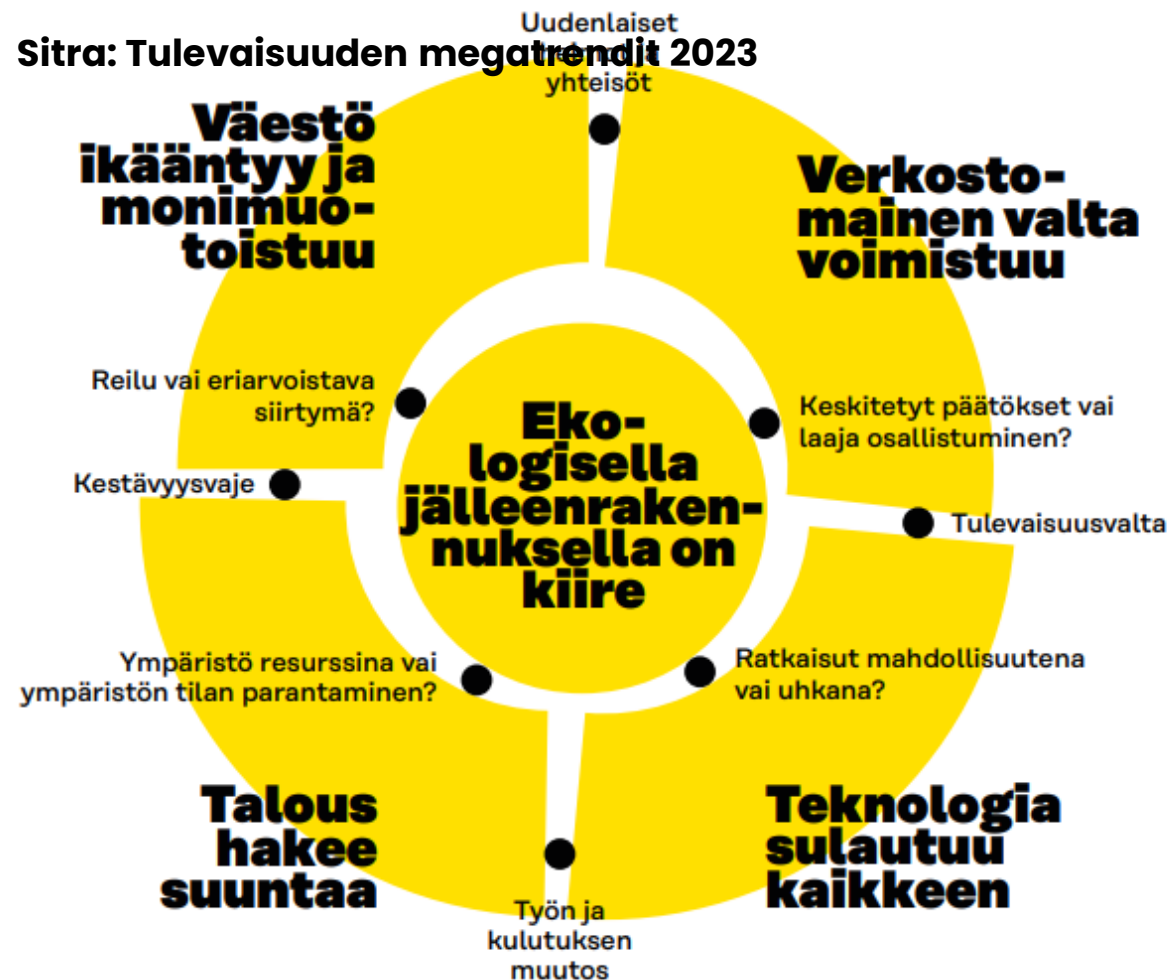 Uudenlaiset
Sitra: Tulevaisuuden megatrendit 2023
yhteisöt
Väestö
ikääntyy ja
monimuo-
toistuu
Verkosto-
mainen valta
voimistuu
Reilu vai eriarvoistava
siirtymä?
Keskitetyt päätökset vai
laaja osallistuminen?
Eko-
logisella
jälleenraken-
nuksella on
kiire
Kestävyysvaje
Tulevaisuusvalta
Ympäristö resurssina vai
ympäristön tilan parantaminen?
Ratkaisut mahdollisuutena
vai uhkana?
Talous
hakee
suuntaa
Teknologia
sulautuu
kaikkeen
Työn ja
kulutuksen
muutos